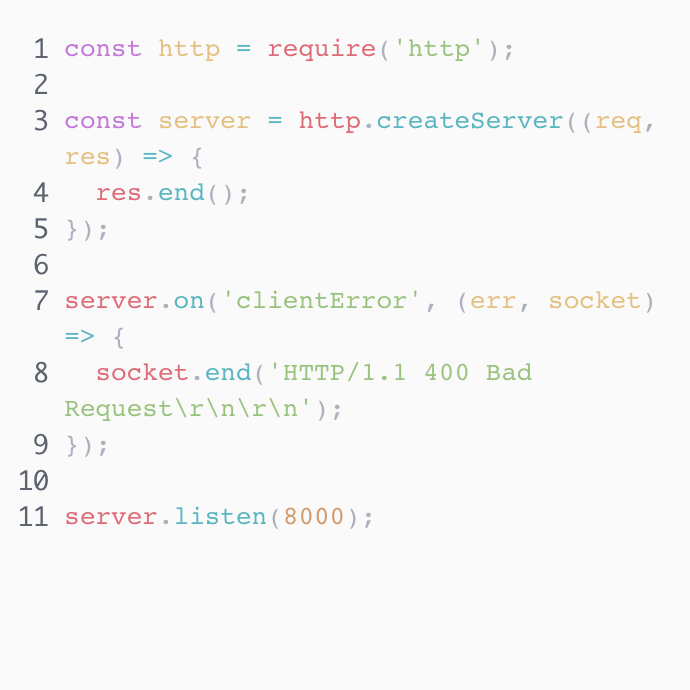 1 const http = require('http');
2
3 const server = http.createServer((req,
res) => {
4   res.end();
5 });
6
7 server.on('clientError', (err, socket)
=> {
8   socket.end('HTTP/1.1 400 Bad
Request\r\n\r\n');
9 });
10
11 server.listen(8000);